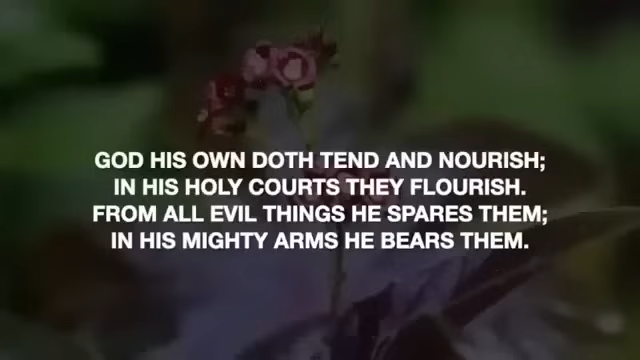 GOD HIS OWN DOTH TEND AND NOURISH;
IN HIS HOLY COURTS THEY FLOURISH.
FROM ALL EVIL THINGS HE SPARES THEM;
IN HIS MIGHTY ARMS HE BEARS THEM.